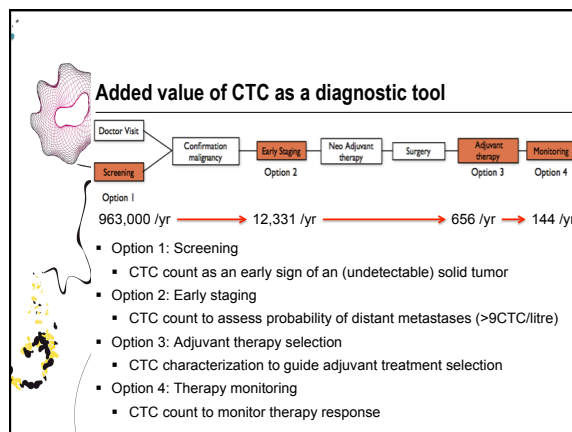 Added value of CTC as a diagnostic tool
Doctor Visit
Screening
Option 1
Confirmation
malignancy
Early Staging
Option 2
Neo Adjuvant
therapy
Surgery
Adjuvant
therapy
Option 3
Monitoring
Option 4
963,000 /yr 12,331 /yr 656 /yr 144 /yr
▪ Option 1: Screening
▪ CTC count as an early sign of an (undetectable) solid tumor
▪ Option 2: Early staging
▪ CTC count to assess probability of distant metastases (>9CTC/litre)
▪ Option 3: Adjuvant therapy selection
▪ CTC characterization to guide adjuvant treatment selection
▪ Option 4: Therapy monitoring
▪ CTC count to monitor therapy response